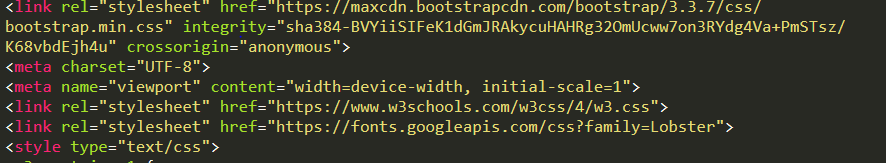 <link rel="stylesheet" href="https://maxcdn.bootstrapcdn.com/bootstrap/3.3.7/css/
bootstrap.min.css" integrity="sha384-BVYiiSIFeK1dGmJRAkycuHAHRg32OmUcww7on3RYdg4Va+PmSTsz/
K68vbdEjh4u" crossorigin="anonymous">
<meta charset="UTF-8">
<meta name="viewport" content="width=device-width, initial-scale=1">
<link rel="stylesheet" href="https://www.w3schools.com/w3css/4/w3.css">
<link rel="stylesheet" href="https://fonts.googleapis.com/css?family=Lobster">
<style type="text/css">